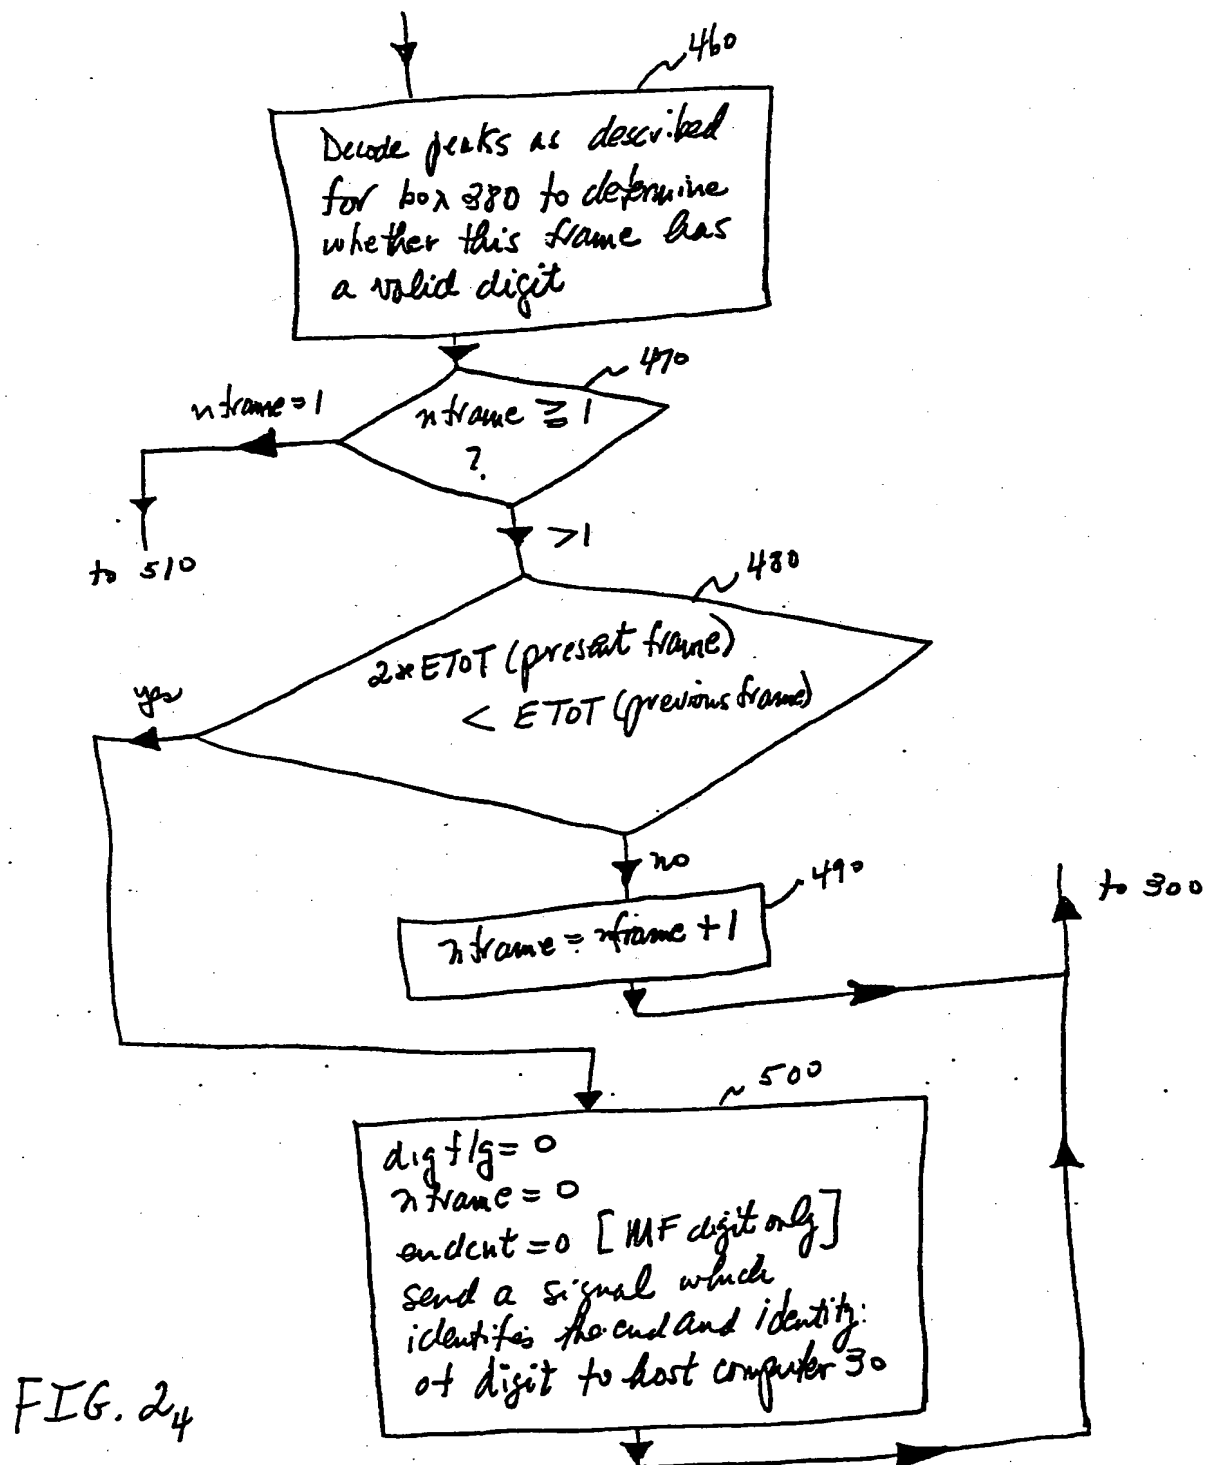 460
Decode peaks as described
for box 380 to determine
whether this frame has
a valid digit
470
nframe = 1
nframe ≧ 1
?
>1
to 510
480
2*ETOT (present frame)
< ETOT (previous frame)
yes
no
490
to 300
nframe = nframe + 1
500
digflg = 0
nframe = 0
endcnt = 0 [MF digit only]
send a signal which
identifies the end and identity
of digit to host computer 30
FIG. 2₄